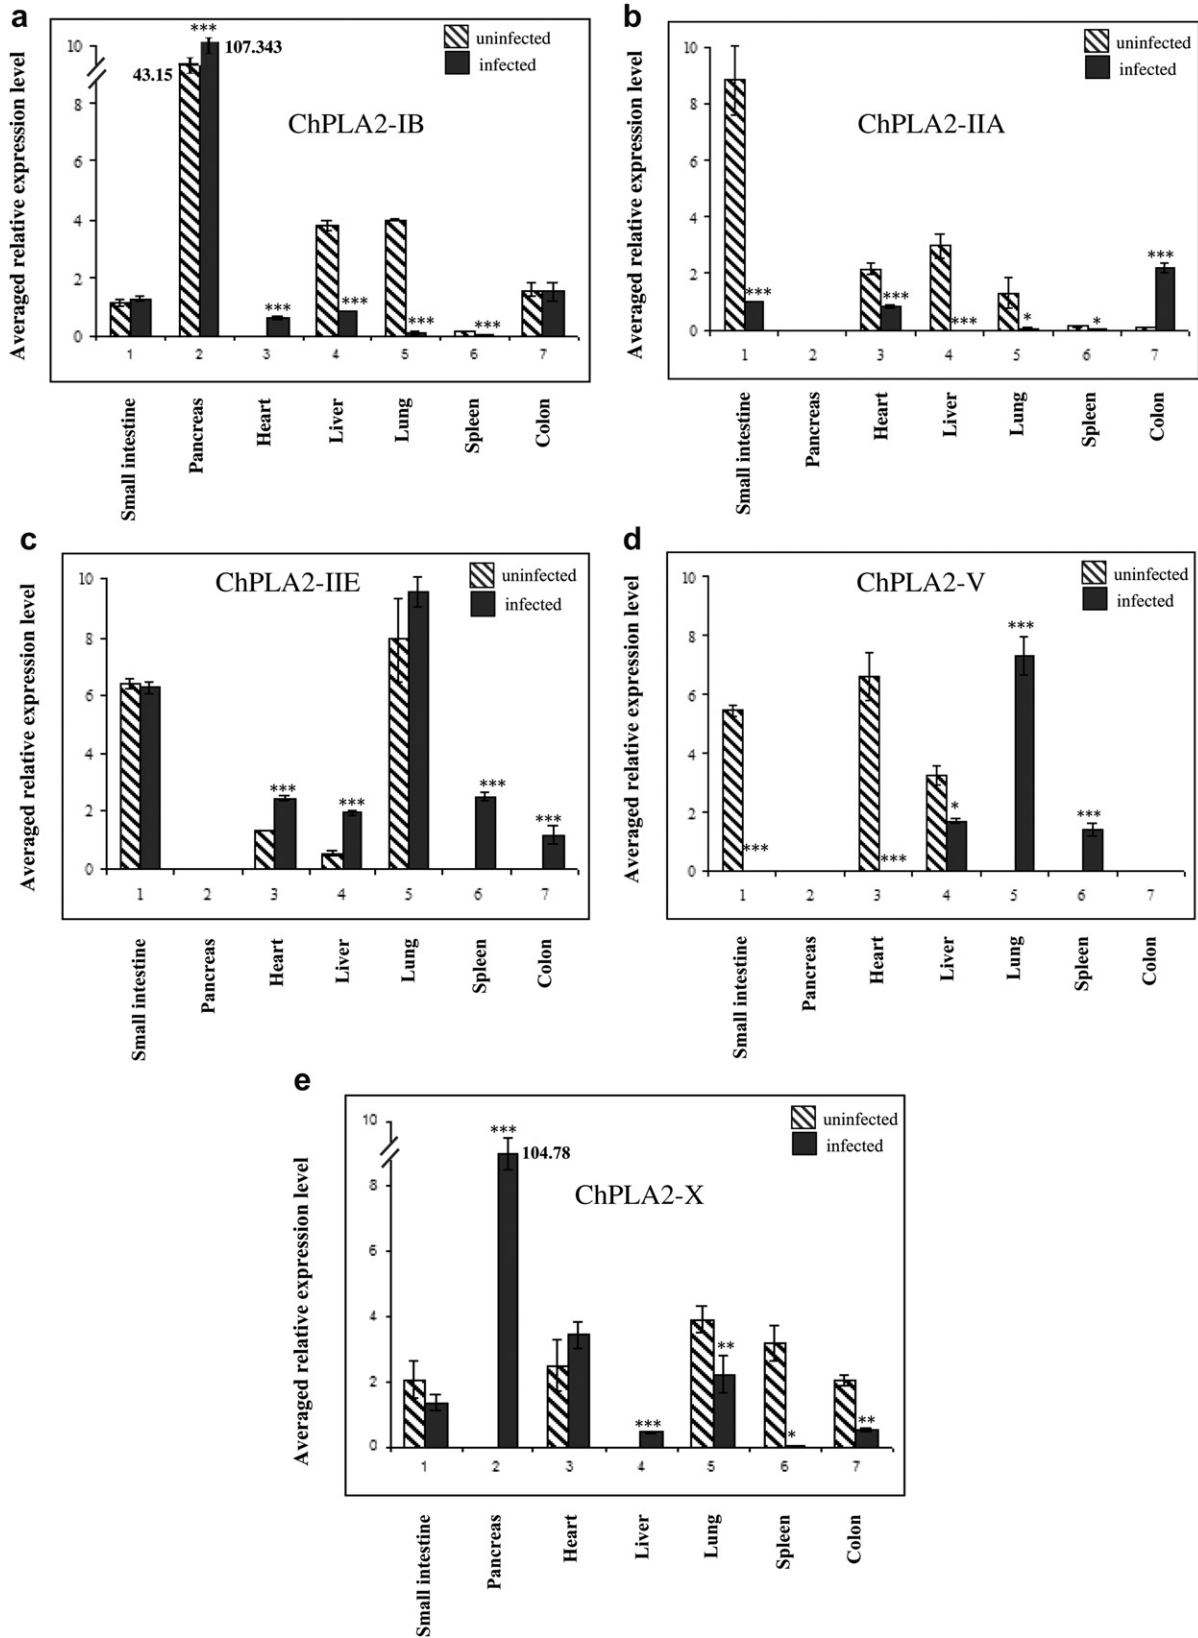 a
Averaged relative expression level
10
8
6
4
2
0
43.15
***
107.343
uninfected
infected
ChPLA2-IB
***
***
***
***
1 2 3 4 5 6 7
Small intestine
Pancreas
Heart
Liver
Lung
Spleen
Colon
b
Averaged relative expression level
10
8
6
4
2
0
uninfected
infected
ChPLA2-IIA
***
***
***
*
*
***
1 2 3 4 5 6 7
Small intestine
Pancreas
Heart
Liver
Lung
Spleen
Colon
c
Averaged relative expression level
10
8
6
4
2
0
ChPLA2-IIE
uninfected
infected
***
***
***
***
1 2 3 4 5 6 7
Small intestine
Pancreas
Heart
Liver
Lung
Spleen
Colon
d
Averaged relative expression level
10
8
6
4
2
0
ChPLA2-V
uninfected
infected
***
***
*
***
***
1 2 3 4 5 6 7
Small intestine
Pancreas
Heart
Liver
Lung
Spleen
Colon
e
Averaged relative expression level
10
8
6
4
2
0
uninfected
infected
***
104.78
ChPLA2-X
***
**
*
**
1 2 3 4 5 6 7
Small intestine
Pancreas
Heart
Liver
Lung
Spleen
Colon